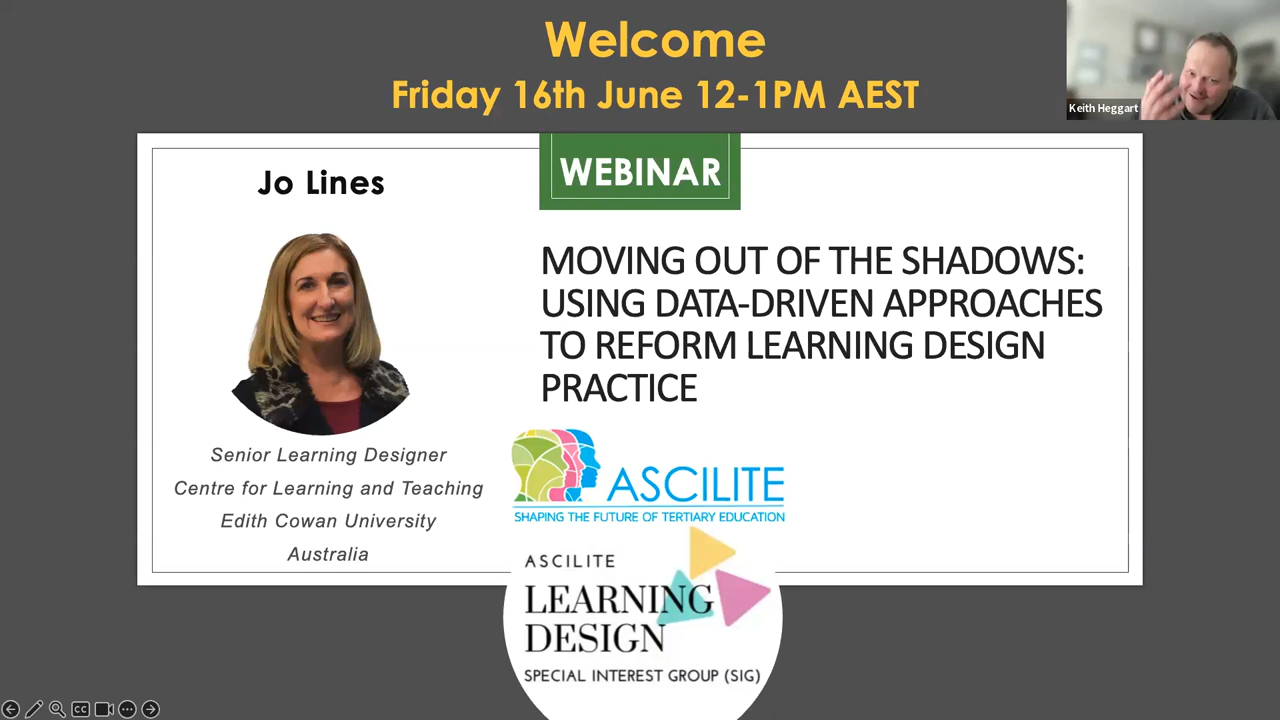 Welcome
Friday 16th June 12-1PM AEST
Keith Heggart
WEBINAR
Jo Lines
MOVING OUT OF THE SHADOWS:
USING DATA-DRIVEN APPROACHES
TO REFORM LEARNING DESIGN
PRACTICE
Senior Learning Designer
Centre for Learning and Teaching
Edith Cowan University
Australia
ASCILITE
SHAPING THE FUTURE OF TERTIARY EDUCATION
ASCILITE
LEARNING
DESIGN
SPECIAL INTEREST GROUP (SIG)
CC